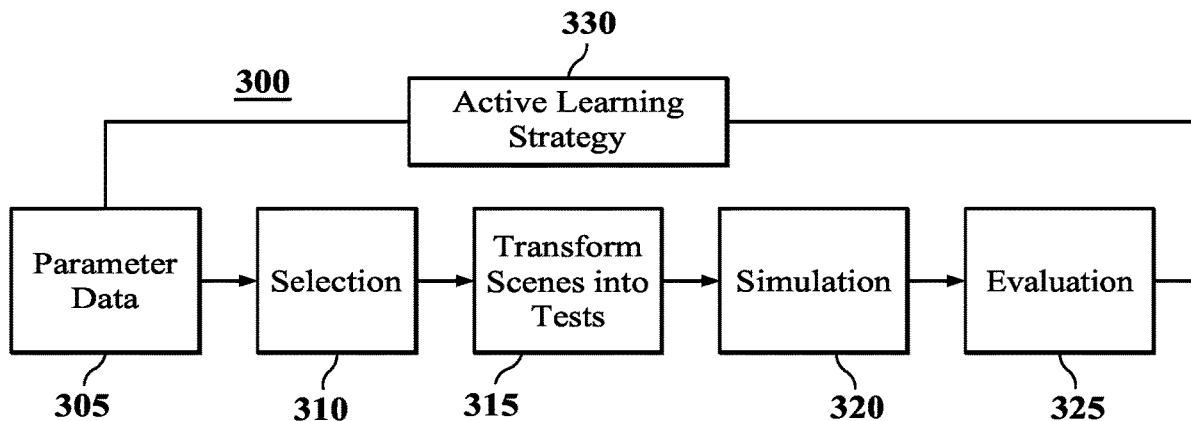 330
300
Active Learning
Strategy
Parameter
Data
Selection
Transform
Scenes into
Tests
Simulation
Evaluation
305
310
315
320
325